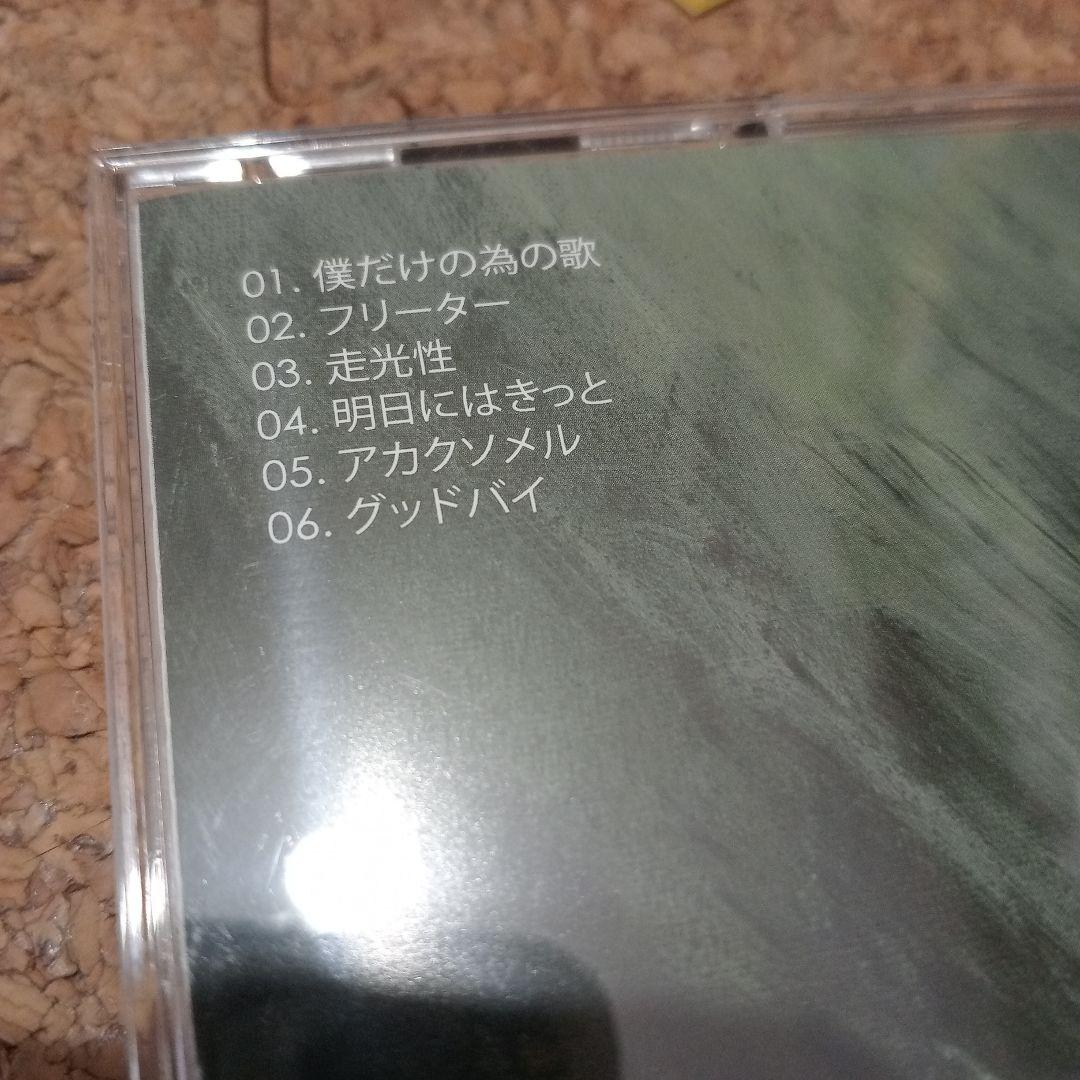 01. 僕だけの為の歌
02. フリーター
03. 走光性
04. 明日にはきっと
05. アカクソメル
06. グッドバイ